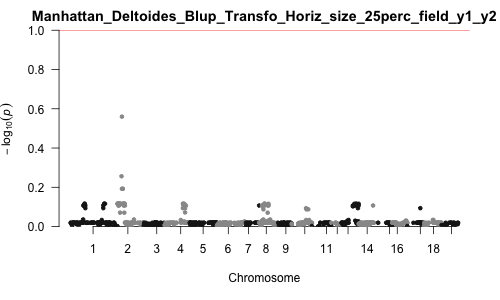 Manhattan_Deltoides_Blup_Transfo_Horiz_size_25perc_field_y1_y2
1.0
0.8
0.6
0.4
0.2
0.0
− log10(p)
1 2 3 4 5 6 7 8 9 11 14 16 18
Chromosome